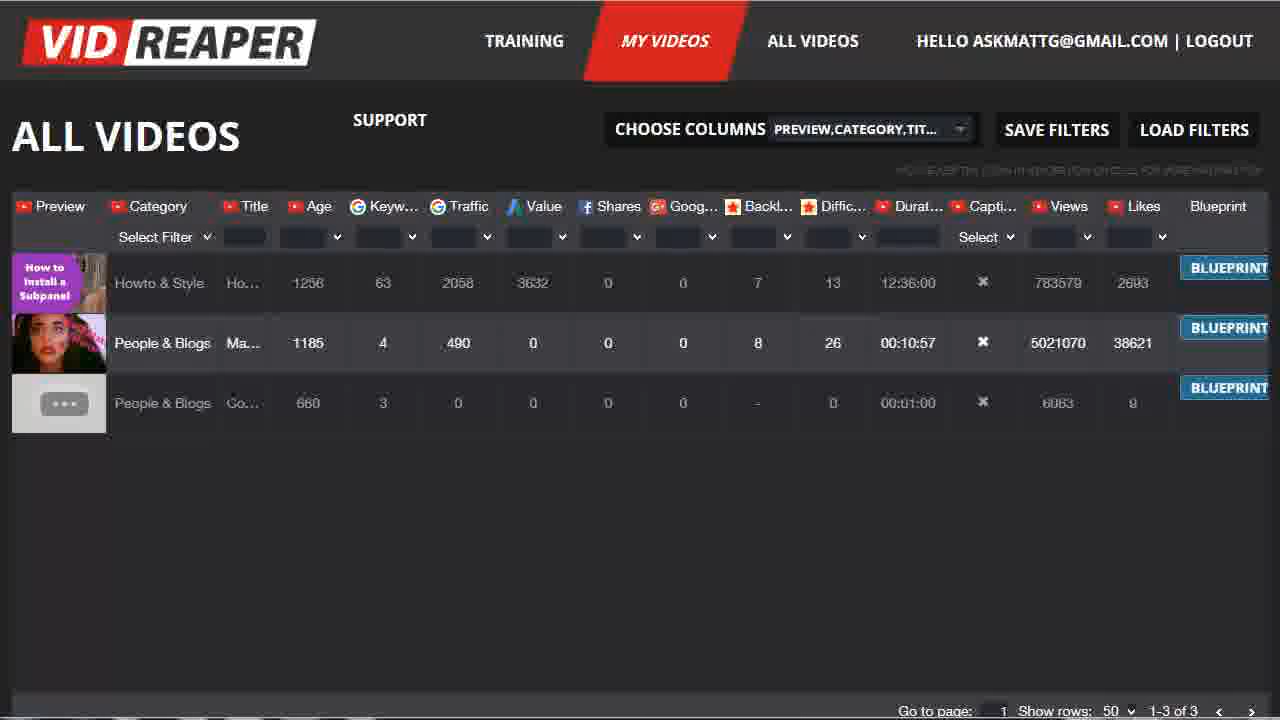 VID REAPER
TRAINING
MY VIDEOS
ALL VIDEOS
HELLO ASKMATTG@GMAIL.COM | LOGOUT
ALL VIDEOS
SUPPORT
CHOOSE COLUMNS PREVIEW,CATEGORY,TIT...
SAVE FILTERS
LOAD FILTERS
Preview Category Title Age Keyw... Traffic Value Shares Goog... Backl... Diffic... Durat... Capti... Views Likes Blueprint
Select Filter Select
How to Install a Subpanel
Howto & Style Ho... 1256 63 2058 3632 0 0 7 13 12:36:00 ✖ 783579 2693 BLUEPRINT
People & Blogs Ma... 1185 4 490 0 0 0 8 26 00:10:57 ✖ 5021070 38621 BLUEPRINT
People & Blogs Co... 660 3 0 0 0 0 - 0 00:01:00 ✖ 6063 9 BLUEPRINT
Go to page: 1 Show rows: 50 1-3 of 3